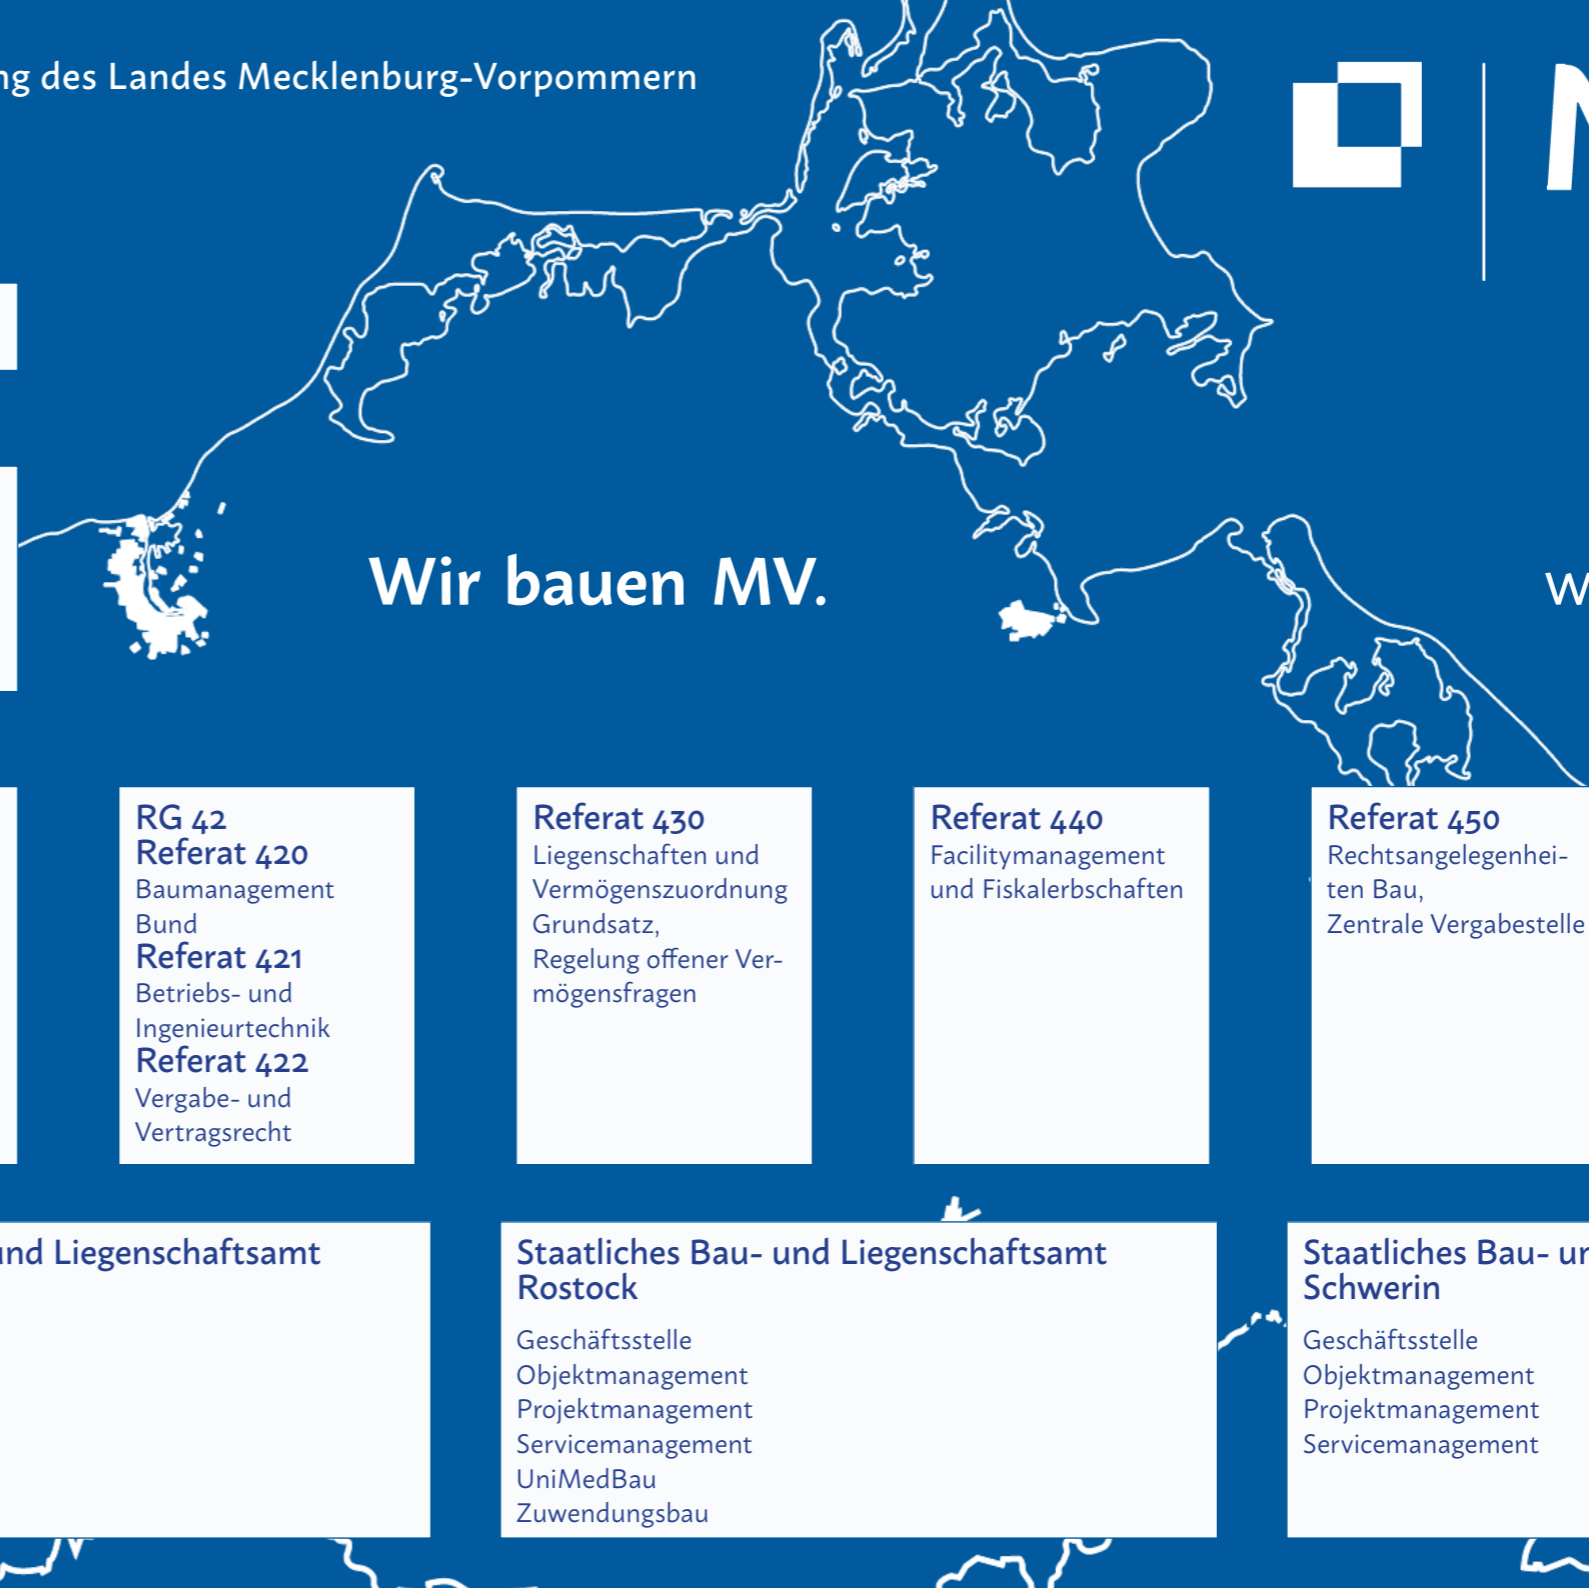 des Landes Mecklenburg-Vorpommern
Wir bauen MV.
RG 42
Referat 420
Baumanagement
Bund
Referat 421
Betriebs- und
Ingenieurtechnik
Referat 422
Vergabe- und
Vertragsrecht
Referat 430
Liegenschaften und
Vermögenszuordnung
Grundsatz,
Regelung offener Ver-
mögensfragen
Referat 440
Facilitymanagement
und Fiskalerbschaften
Referat 450
Rechtsangelegenhei-
ten Bau,
Zentrale Vergabestelle
und Liegenschaftsamt
Staatliches Bau- und Liegenschaftsamt
Rostock
Geschäftsstelle
Objektmanagement
Projektmanagement
Servicemanagement
UniMedBau
Zuwendungsbau
Staatliches Bau-
Schwerin
Geschäftsstelle
Objektmanagement
Projektmanagement
Servicemanagement